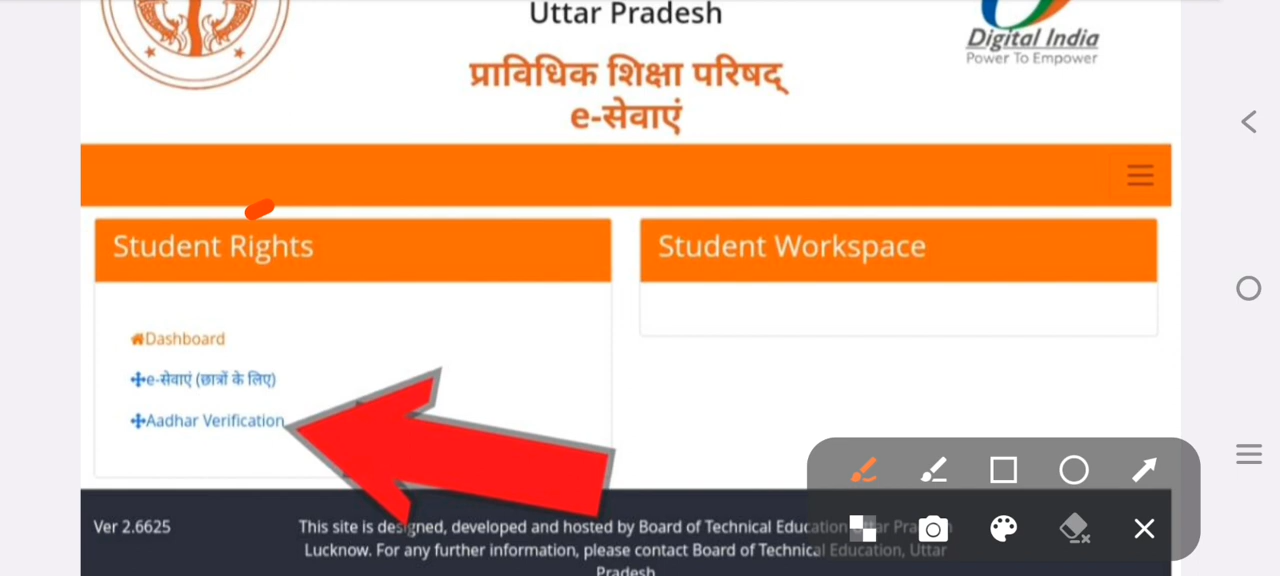 Uttar Pradesh
Digital India
Power To Empower
प्राविधिक शिक्षा परिषद्
e-सेवाएं
Student Rights
Student Workspace
Dashboard
e-सेवाएं (छात्रों के लिए)
Aadhar Verification
Ver 2.6625
This site is designed, developed and hosted by Board of Technical Education
Lucknow. For any further information, please contact Board of Technical Education, Uttar
Pradesh